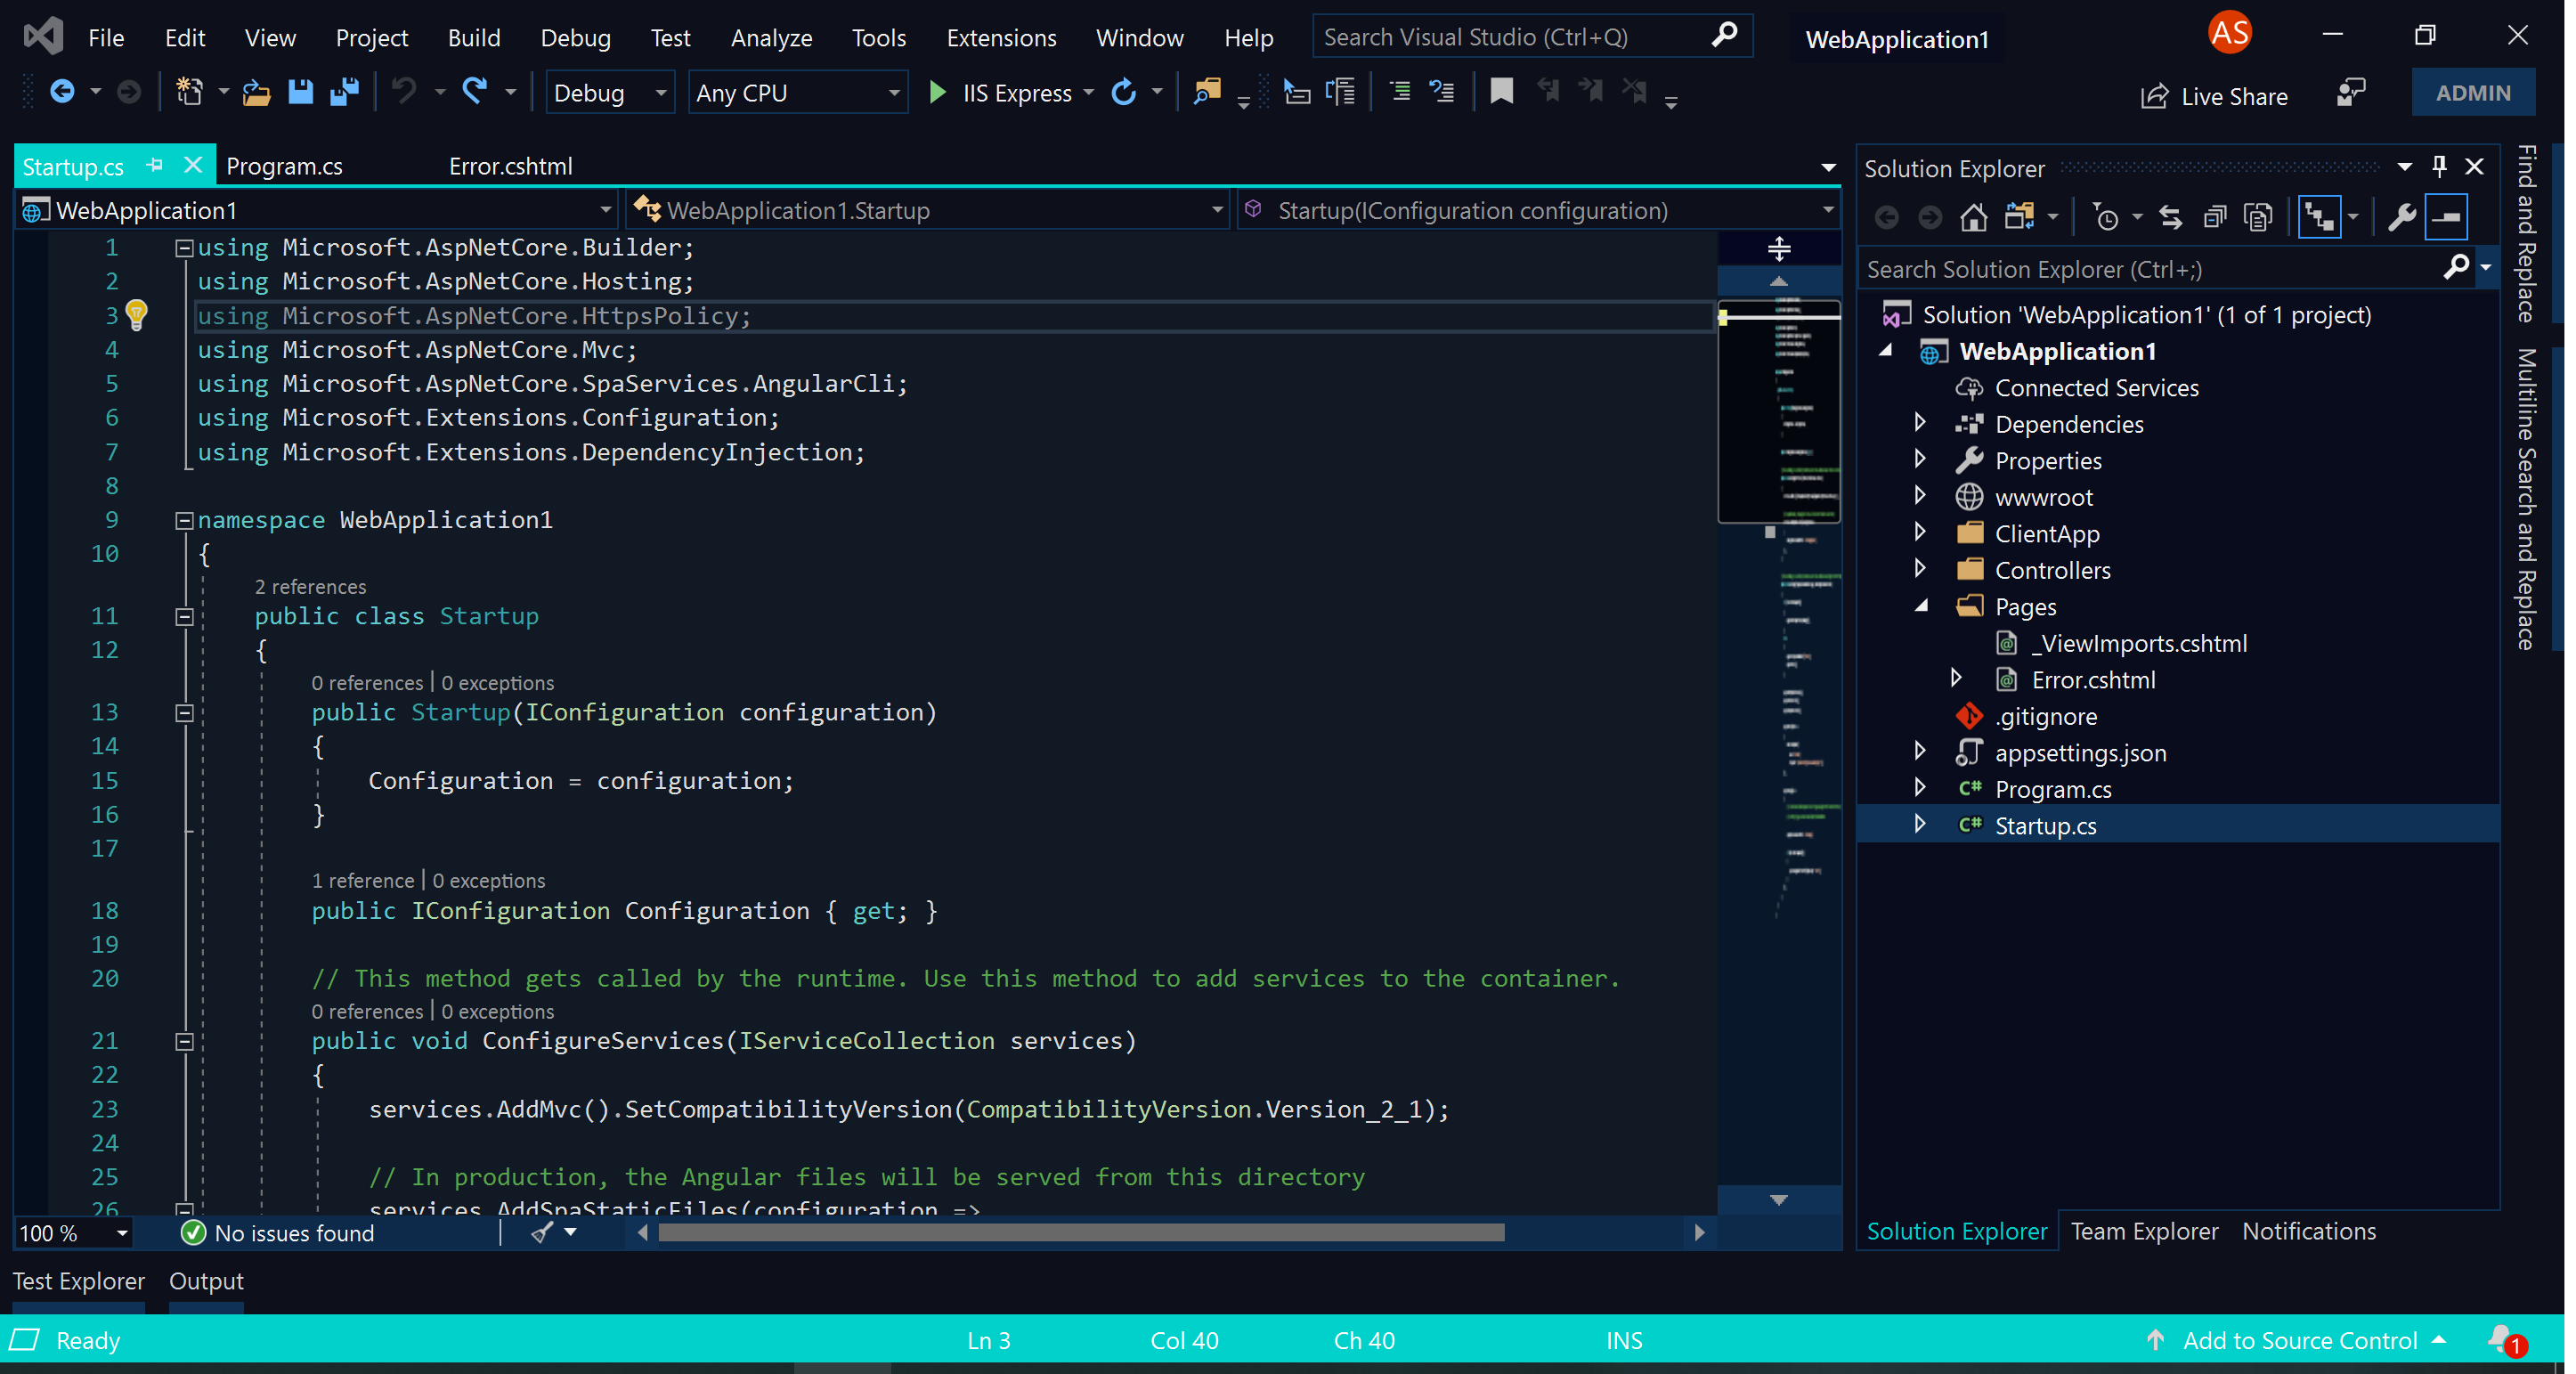 File Edit View Project Build Debug Test Analyze Tools Extensions Window Help Search Visual Studio (Ctrl+Q) WebApplication1 AS
Debug Any CPU IIS Express Live Share ADMIN
Startup.cs Program.cs Error.cshtml
WebApplication1 WebApplication1.Startup Startup(IConfiguration configuration)
1 using Microsoft.AspNetCore.Builder;
2 using Microsoft.AspNetCore.Hosting;
3 using Microsoft.AspNetCore.HttpsPolicy;
4 using Microsoft.AspNetCore.Mvc;
5 using Microsoft.AspNetCore.SpaServices.AngularCli;
6 using Microsoft.Extensions.Configuration;
7 using Microsoft.Extensions.DependencyInjection;
8
9 namespace WebApplication1
10 {
2 references
11 public class Startup
12 {
0 references | 0 exceptions
13 public Startup(IConfiguration configuration)
14 {
15 Configuration = configuration;
16 }
17
1 reference | 0 exceptions
18 public IConfiguration Configuration { get; }
19
20 // This method gets called by the runtime. Use this method to add services to the container.
0 references | 0 exceptions
21 public void ConfigureServices(IServiceCollection services)
22 {
23 services.AddMvc().SetCompatibilityVersion(CompatibilityVersion.Version_2_1);
24
25 // In production, the Angular files will be served from this directory
26 services.AddSpaStaticFiles(configuration =>
100 % No issues found
Test Explorer Output
Solution Explorer
Search Solution Explorer (Ctrl+;)
Solution 'WebApplication1' (1 of 1 project)
WebApplication1
Connected Services
Dependencies
Properties
wwwroot
ClientApp
Controllers
Pages
_ViewImports.cshtml
Error.cshtml
.gitignore
appsettings.json
C# Program.cs
C# Startup.cs
Solution Explorer Team Explorer Notifications
Find and Replace
Multiline Search and Replace
Ready Ln 3 Col 40 Ch 40 INS Add to Source Control 1